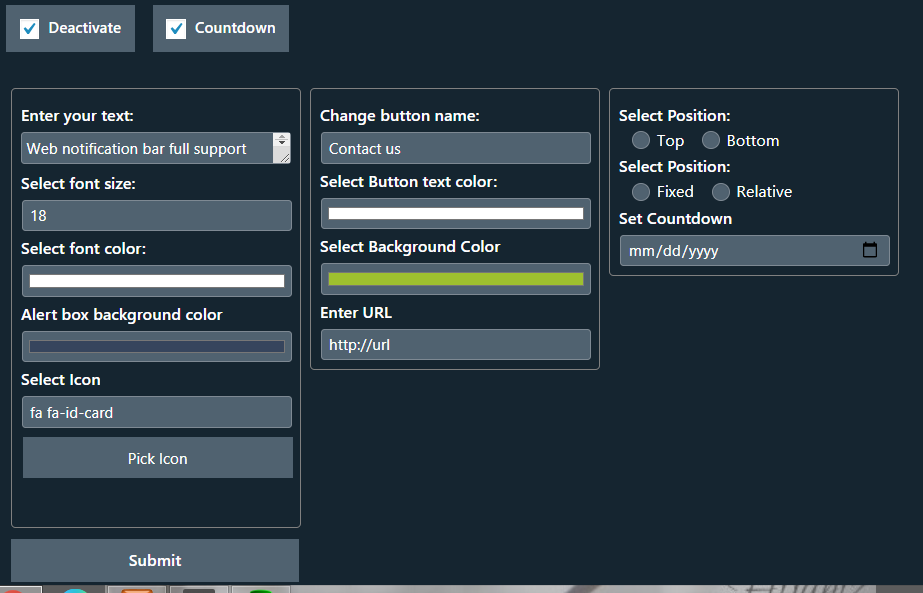 Deactivate
Countdown
Enter your text:
Web notification bar full support
Select font size:
18
Select font color:
Alert box background color
Select Icon
fa fa-id-card
Pick Icon
Submit
Change button name:
Contact us
Select Button text color:
Select Background Color
Enter URL
http://url
Select Position:
Top Bottom
Select Position:
Fixed Relative
Set Countdown
mm/dd/yyyy